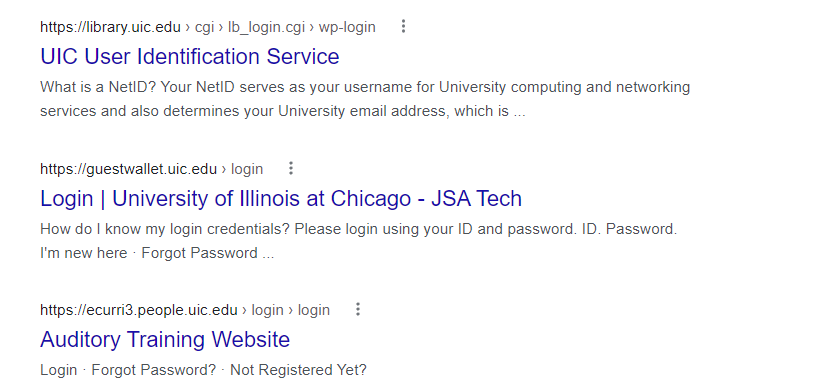 https://library.uic.edu › cgi › lb_login.cgi › wp-login
UIC User Identification Service
What is a NetID? Your NetID serves as your username for University computing and networking
services and also determines your University email address, which is ...
https://guestwallet.uic.edu › login
Login | University of Illinois at Chicago - JSA Tech
How do I know my login credentials? Please login using your ID and password. ID. Password.
I'm new here · Forgot Password ...
https://ecurri3.people.uic.edu › login › login
Auditory Training Website
Login · Forgot Password? · Not Registered Yet?